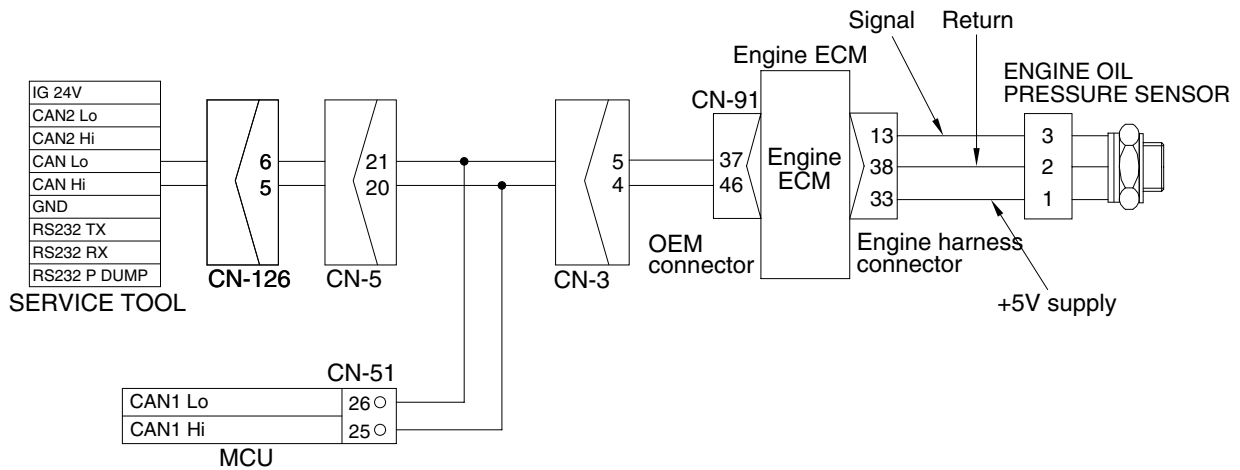 Signal Return
Engine ECM
ENGINE OIL
PRESSURE SENSOR
IG 24V
CAN2 Lo
CAN2 Hi
CAN Lo
CAN Hi
GND
RS232 TX
RS232 RX
RS232 P DUMP
SERVICE TOOL
6
5
CN-126
21
20
CN-5
5
4
CN-3
CN-91
37
46
OEM
connector
Engine
ECM
13
38
33
Engine harness
connector
3
2
1
+5V supply
CN-51
CAN1 Lo 26
CAN1 Hi 25
MCU